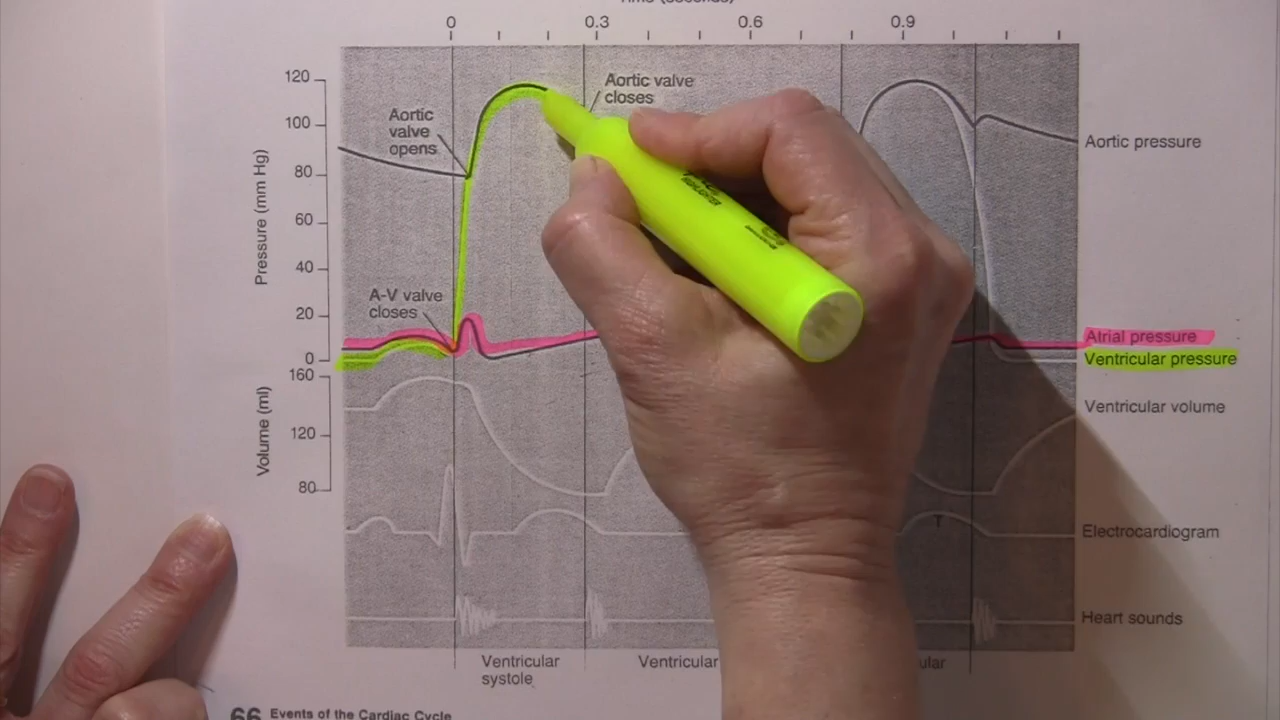 0 0.3 0.6 0.9
120
100
80
60
40
20
0
Pressure (mm Hg)
160
120
80
Volume (ml)
Aortic
valve
opens
Aortic valve
closes
A-V valve
closes
Aortic pressure
Atrial pressure
Ventricular pressure
Ventricular volume
Electrocardiogram
Heart sounds
T
Ventricular
systole
Ventricular
ular
66 Events of the Cardiac Cycle